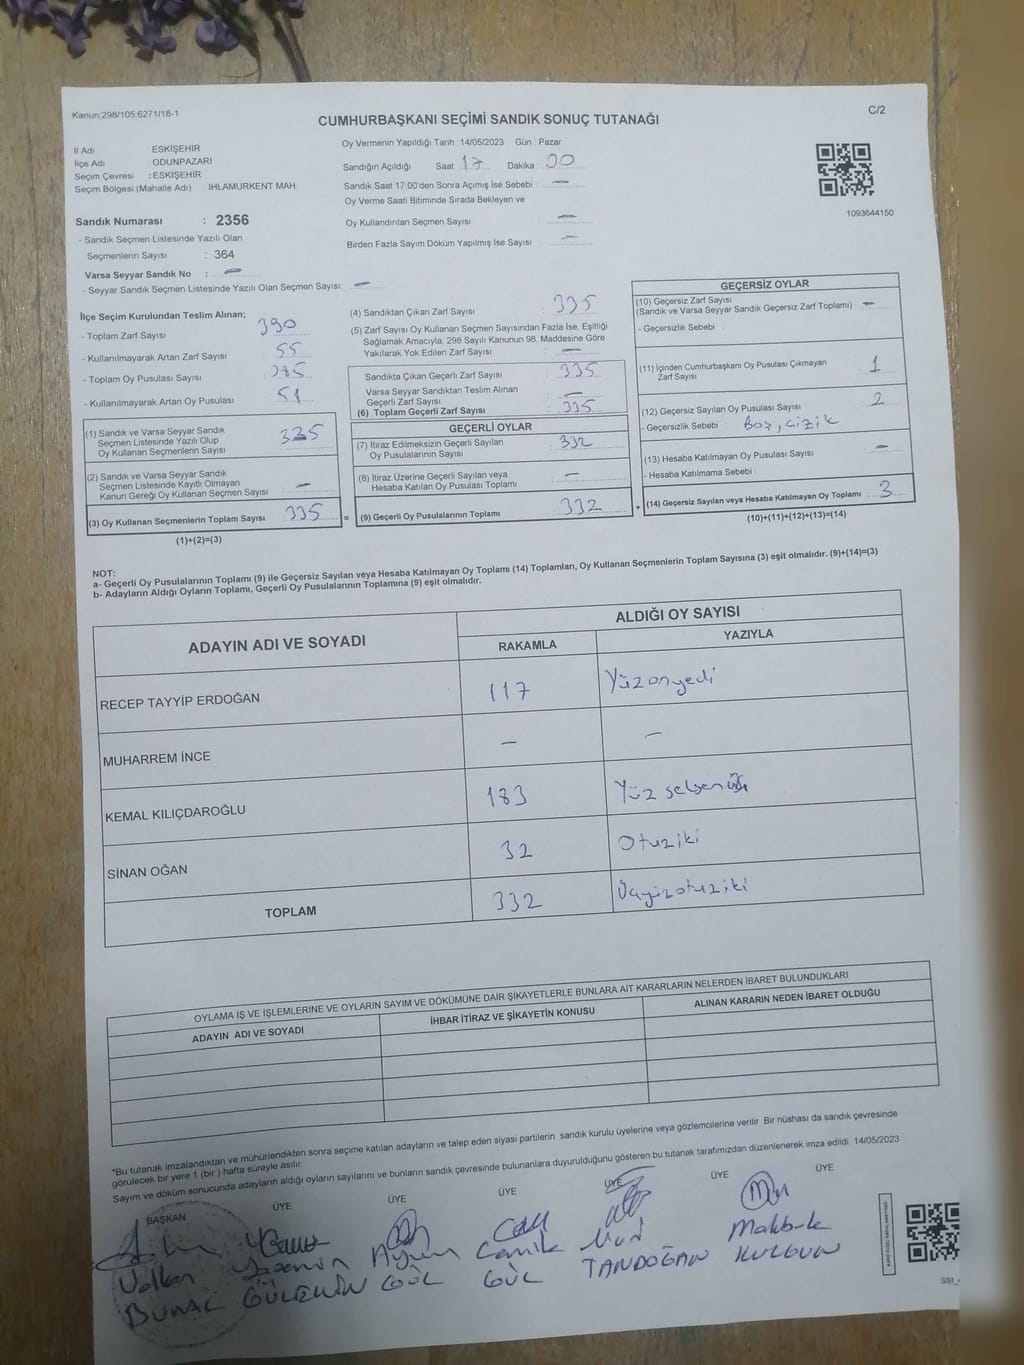 Kanun:298/105,6271/18-1
C/2
CUMHURBAŞKANI SEÇİMİ SANDIK SONUÇ TUTANAĞI
İl Adı : ESKİŞEHİR
İlçe Adı : ODUNPAZARI
Seçim Çevresi : ESKİŞEHİR
Seçim Bölgesi (Mahalle Adı) : IHLAMURKENT MAH.
Sandık Numarası : 2356
- Sandık Seçmen Listesinde Yazılı Olan
Seçmenlerin Sayısı : 364
Varsa Seyyar Sandık No : —
- Seyyar Sandık Seçmen Listesinde Yazılı Olan Seçmen Sayısı: —
Oy Vermenin Yapıldığı Tarih : 14/05/2023 Gün : Pazar
Sandığın Açıldığı Saat 17 Dakika 00
Sandık Saat 17:00'den Sonra Açımış İse Sebebi : —
Oy Verme Saati Bitiminde Sırada Bekleyen ve
Oy Kullandırılan Seçmen Sayısı : —
Birden Fazla Sayım Döküm Yapılmış İse Sayısı : —
1093644150
İlçe Seçim Kurulundan Teslim Alınan;
- Toplam Zarf Sayısı : 390
- Kullanılmayarak Artan Zarf Sayısı : 55
- Toplam Oy Pusulası Sayısı : 385
- Kullanılmayarak Artan Oy Pusulası : 51
(1) Sandık ve Varsa Seyyar Sandık
Seçmen Listesinde Yazılı Olup
Oy Kullanan Seçmenlerin Sayısı : 335
(2) Sandık ve Varsa Seyyar Sandık
Seçmen Listesinde Kayıtlı Olmayan
Kanun Gereği Oy Kullanan Seçmen Sayısı : —
(3) Oy Kullanan Seçmenlerin Toplam Sayısı : 335 =
(1)+(2)=(3)
(4) Sandıktan Çıkan Zarf Sayısı : 335
(5) Zarf Sayısı Oy Kullanan Seçmen Sayısından Fazla İse, Eşitliği
Sağlamak Amacıyla, 298 Sayılı Kanunun 98. Maddesine Göre
Yakılarak Yok Edilen Zarf Sayısı : —
Sandıkta Çıkan Geçerli Zarf Sayısı : 335
Varsa Seyyar Sandıktan Teslim Alınan
Geçerli Zarf Sayısı : —
(6) Toplam Geçerli Zarf Sayısı : 335
GEÇERLİ OYLAR
(7) İtiraz Edilmeksizin Geçerli Sayılan
Oy Pusulalarının Sayısı : 332
(8) İtiraz Üzerine Geçerli Sayılan veya
Hesaba Katılan Oy Pusulası Toplamı : —
(9) Geçerli Oy Pusulalarının Toplamı : 332 +
GEÇERSİZ OYLAR
(10) Geçersiz Zarf Sayısı
(Sandık ve Varsa Seyyar Sandık Geçersiz Zarf Toplamı) : —
- Geçersizlik Sebebi :
(11) İçinden Cumhurbaşkanı Oy Pusulası Çıkmayan
Zarf Sayısı : 1
(12) Geçersiz Sayılan Oy Pusulası Sayısı : 2
- Geçersizlik Sebebi : Boş, Çizik
(13) Hesaba Katılmayan Oy Pusulası Sayısı : —
- Hesaba Katılmama Sebebi :
(14) Geçersiz Sayılan veya Hesaba Katılmayan Oy Toplamı : 3
(10)+(11)+(12)+(13)=(14)
NOT:
a- Geçerli Oy Pusulalarının Toplamı (9) ile Geçersiz Sayılan veya Hesaba Katılmayan Oy Toplamı (14) Toplamları, Oy Kullanan Seçmenlerin Toplam Sayısına (3) eşit olmalıdır. (9)+(14)=(3)
b- Adayların Aldığı Oyların Toplamı, Geçerli Oy Pusulalarının Toplamına (9) eşit olmalıdır.
ADAYIN ADI VE SOYADI
ALDIĞI OY SAYISI
RAKAMLA YAZIYLA
RECEP TAYYİP ERDOĞAN 117 Yüzonyedi
MUHARREM İNCE — —
KEMAL KILIÇDAROĞLU 183 Yüz seksenüç
SİNAN OĞAN 32 Otuziki
TOPLAM 332 Üçyüzotuziki
OYLAMA İŞ VE İŞLEMLERİNE VE OYLARIN SAYIM VE DÖKÜMÜNE DAİR ŞİKAYETLERLE BUNLARA AİT KARARLARIN NELERDEN İBARET BULUNDUKLARI
ADAYIN ADI VE SOYADI İHBAR İTİRAZ VE ŞİKAYETİN KONUSU ALINAN KARARIN NEDEN İBARET OLDUĞU
*Bu tutanak imzalandıktan ve mühürlendikten sonra seçime katılan adayların ve talep eden siyasi partilerin sandık kurulu üyelerine veya gözlemcilerine verilir. Bir nüshası da sandık çevresinde
görülecek bir yere 1 (bir) hafta süreyle asılır.
Sayım ve döküm sonucunda adayların aldığı oyların sayılarını ve bunların sandık çevresinde bulunanlara duyurulduğunu gösteren bu tutanak tarafımızdan düzenlenerek imza edildi. 14/05/2023
BAŞKAN ÜYE ÜYE ÜYE ÜYE ÜYE ÜYE
Volkan
Yasemin
Aysun GÜL
Camile GÜL
Nuri TANDOĞAN
Makbule